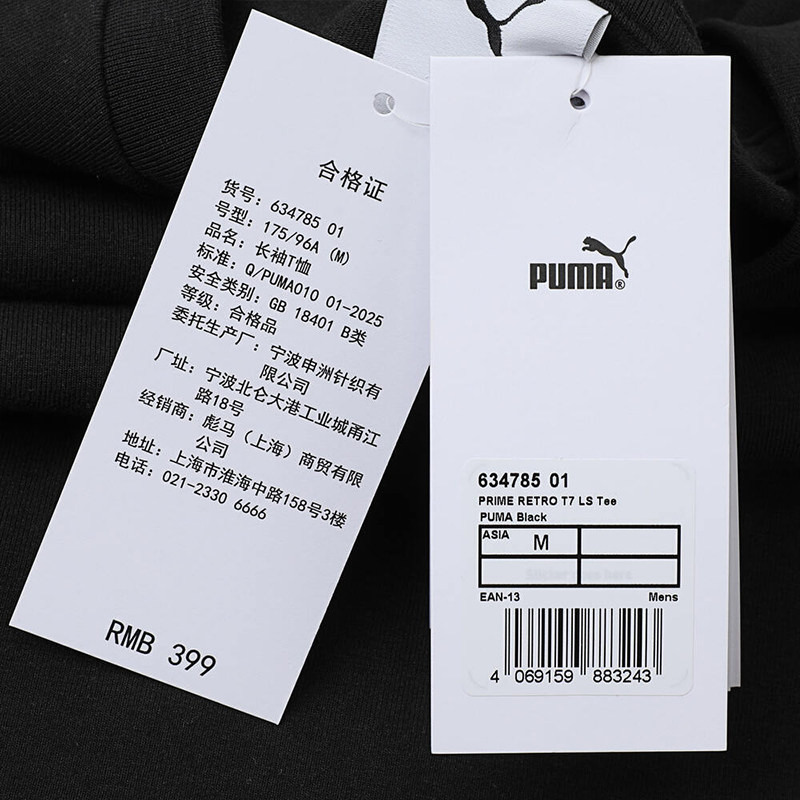 合格证
货号: 634785 01
号型: 175/96A (M)
品名: 长袖T恤
标准: Q/PUMA010 01-2025
安全类别: GB 18401 B类
等级: 合格品
委托生产厂: 宁波申洲针织有
限公司
厂址: 宁波北仑大港工业城甬江
路18号
经销商: 彪马（上海）商贸有限
公司
地址: 上海市淮海中路158号3楼
电话: 021-2330 6666
RMB 399
PUMA®
634785 01
PRIME RETRO T7 LS Tee
PUMA Black
ASIA M
EAN-13 Mens
4 069159 883243